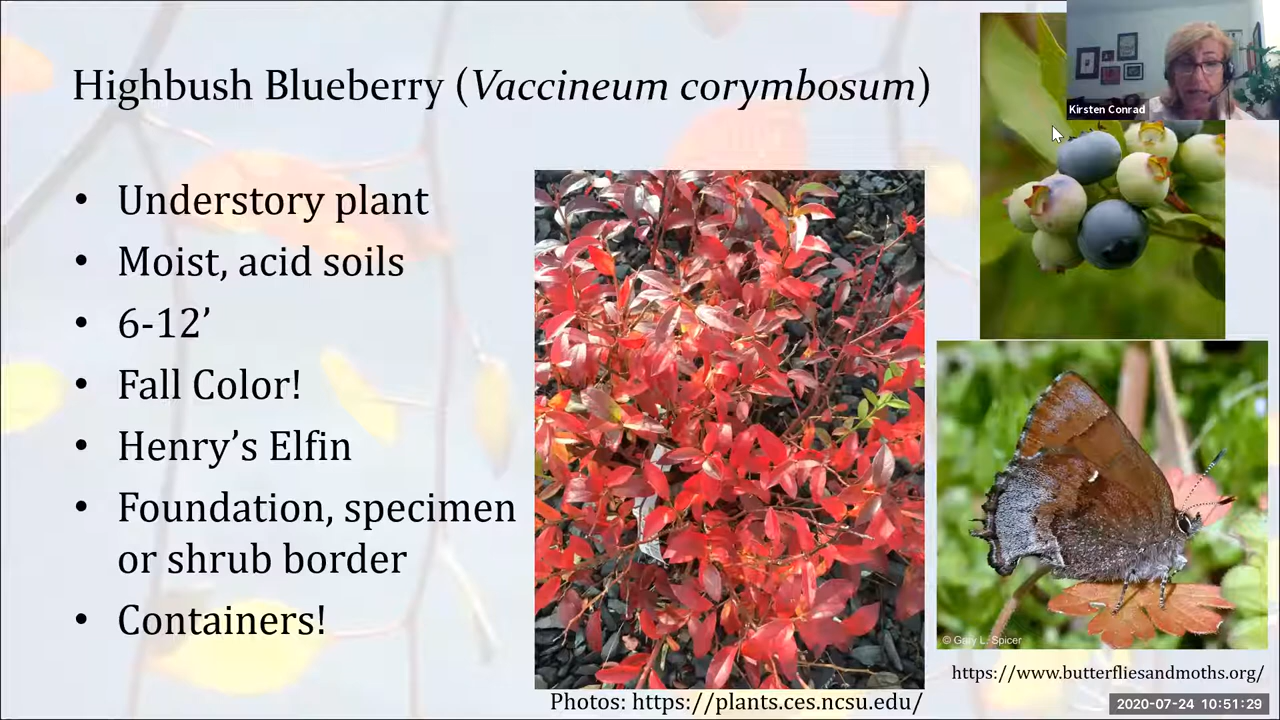 Highbush Blueberry (Vaccineum corymbosum)
• Understory plant
• Moist, acid soils
• 6-12’
• Fall Color!
• Henry’s Elfin
• Foundation, specimen
or shrub border
• Containers!
Photos: https://plants.ces.ncsu.edu/
Kirsten Conrad
© Gary L. Spicer
https://www.butterfliesandmoths.org/
2020-07-24 10:51:29